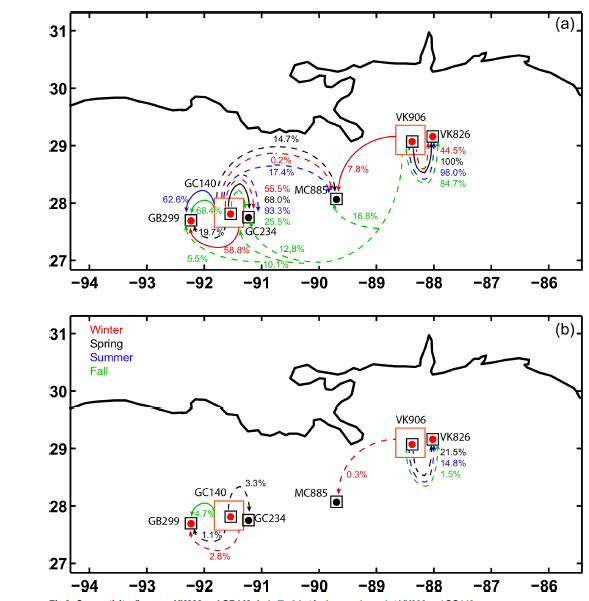 (a)
31
30
29
28
27
−94 −93 −92 −91 −90 −89 −88 −87 −86
VK906
VK826
44.5%
100%
98.0%
84.7%
14.7%
0.2%
17.4%
7.8%
MC885
GC140
55.5%
68.0%
93.3%
25.5%
62.6%
68.4%
GB299
19.7%
GC234
16.8%
58.8%
12.8%
5.5%
10.1%
(b)
Winter
Spring
Summer
Fall
31
30
29
28
27
−94 −93 −92 −91 −90 −89 −88 −87 −86
VK906
VK826
21.5%
14.8%
1.5%
0.3%
MC885
3.3%
GC140
4.7%
GB299
GC234
1.1%
2.8%